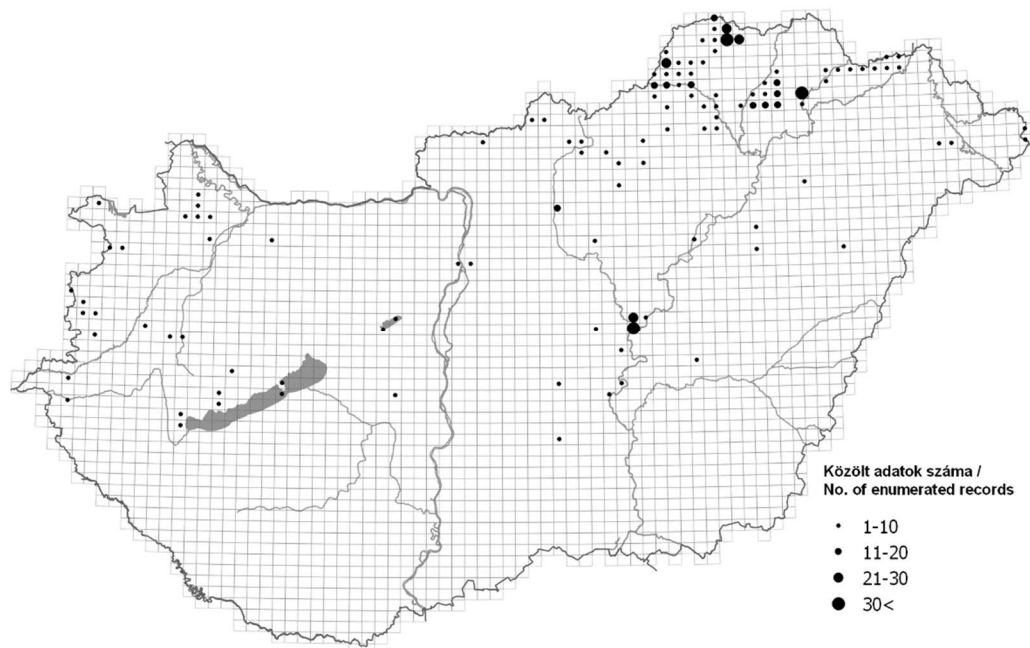 Közölt adatok száma /
No. of enumerated records
1-10
11-20
21-30
30<